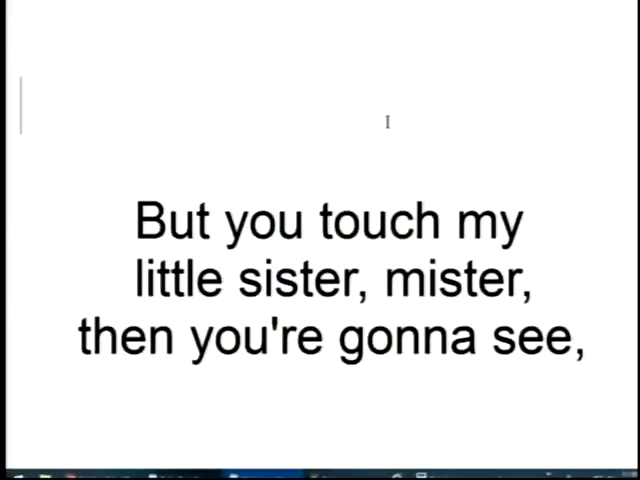 But you touch my
little sister, mister,
then you're gonna see,